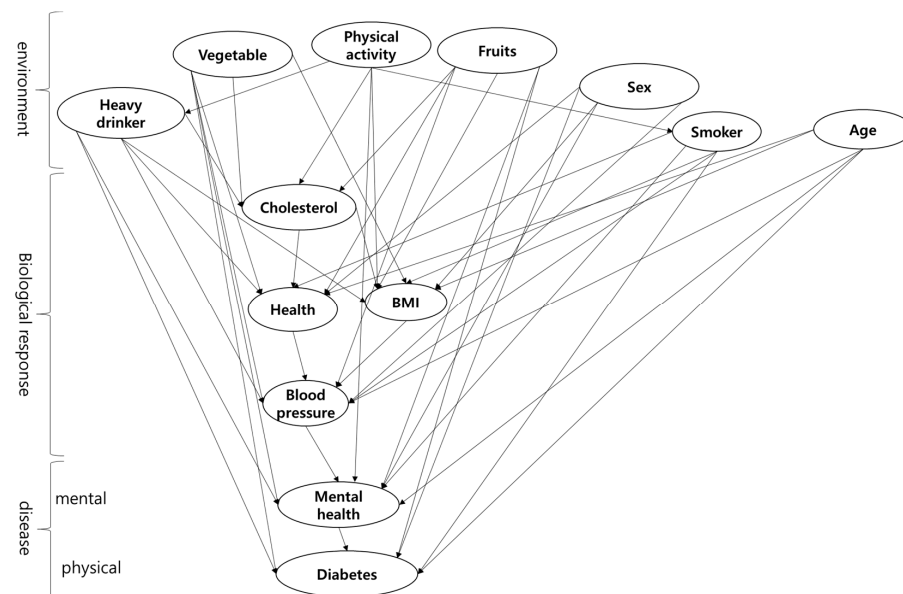 environment
Vegetable
Physical
activity
Fruits
Sex
Heavy
drinker
Smoker
Age
Biological response
Cholesterol
Health
BMI
Blood
pressure
disease
mental
Mental
health
physical
Diabetes